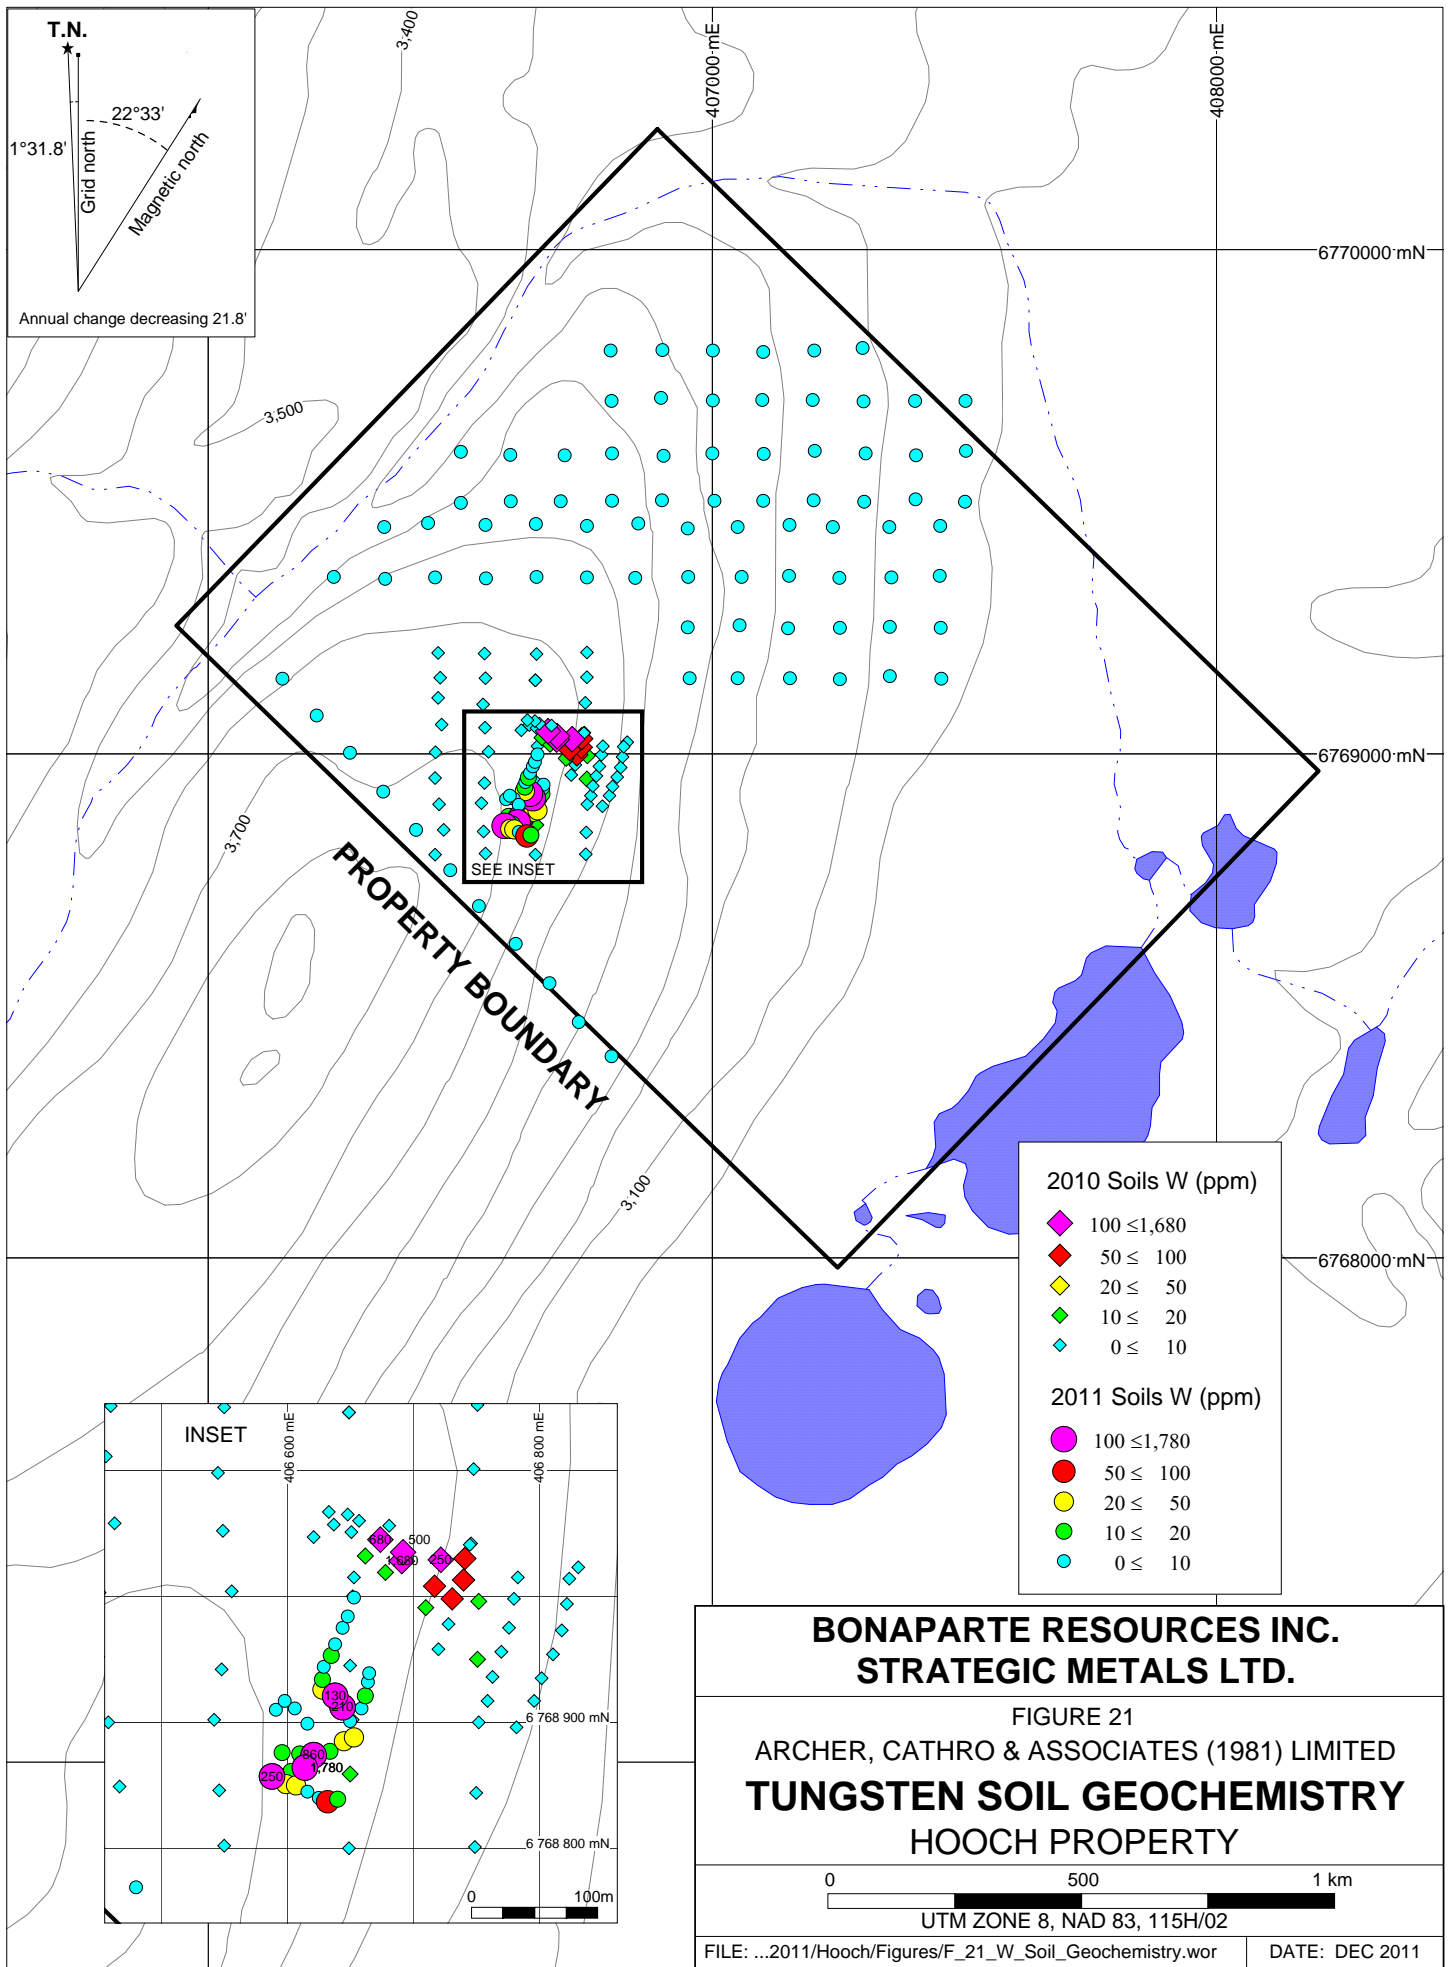 T.N.
22°33'
1°31.8'
Grid north
Magnetic north
Annual change decreasing 21.8'
3,400
407000 mE
408000 mE
6770000 mN
3,500
6769000 mN
3,700
SEE INSET
PROPERTY BOUNDARY
3,100
6768000 mN
2010 Soils W (ppm)
100 ≤1,680
50 ≤ 100
20 ≤ 50
10 ≤ 20
0 ≤ 10
2011 Soils W (ppm)
100 ≤1,780
50 ≤ 100
20 ≤ 50
10 ≤ 20
0 ≤ 10
INSET
406 600 mE
406 800 mE
680
500
1,680
250
130
210
6 768 900 mN
860
1,780
250
6 768 800 mN
0 100m
BONAPARTE RESOURCES INC.
STRATEGIC METALS LTD.
FIGURE 21
ARCHER, CATHRO & ASSOCIATES (1981) LIMITED
TUNGSTEN SOIL GEOCHEMISTRY
HOOCH PROPERTY
0 500 1 km
UTM ZONE 8, NAD 83, 115H/02
FILE: ...2011/Hooch/Figures/F_21_W_Soil_Geochemistry.wor
DATE: DEC 2011